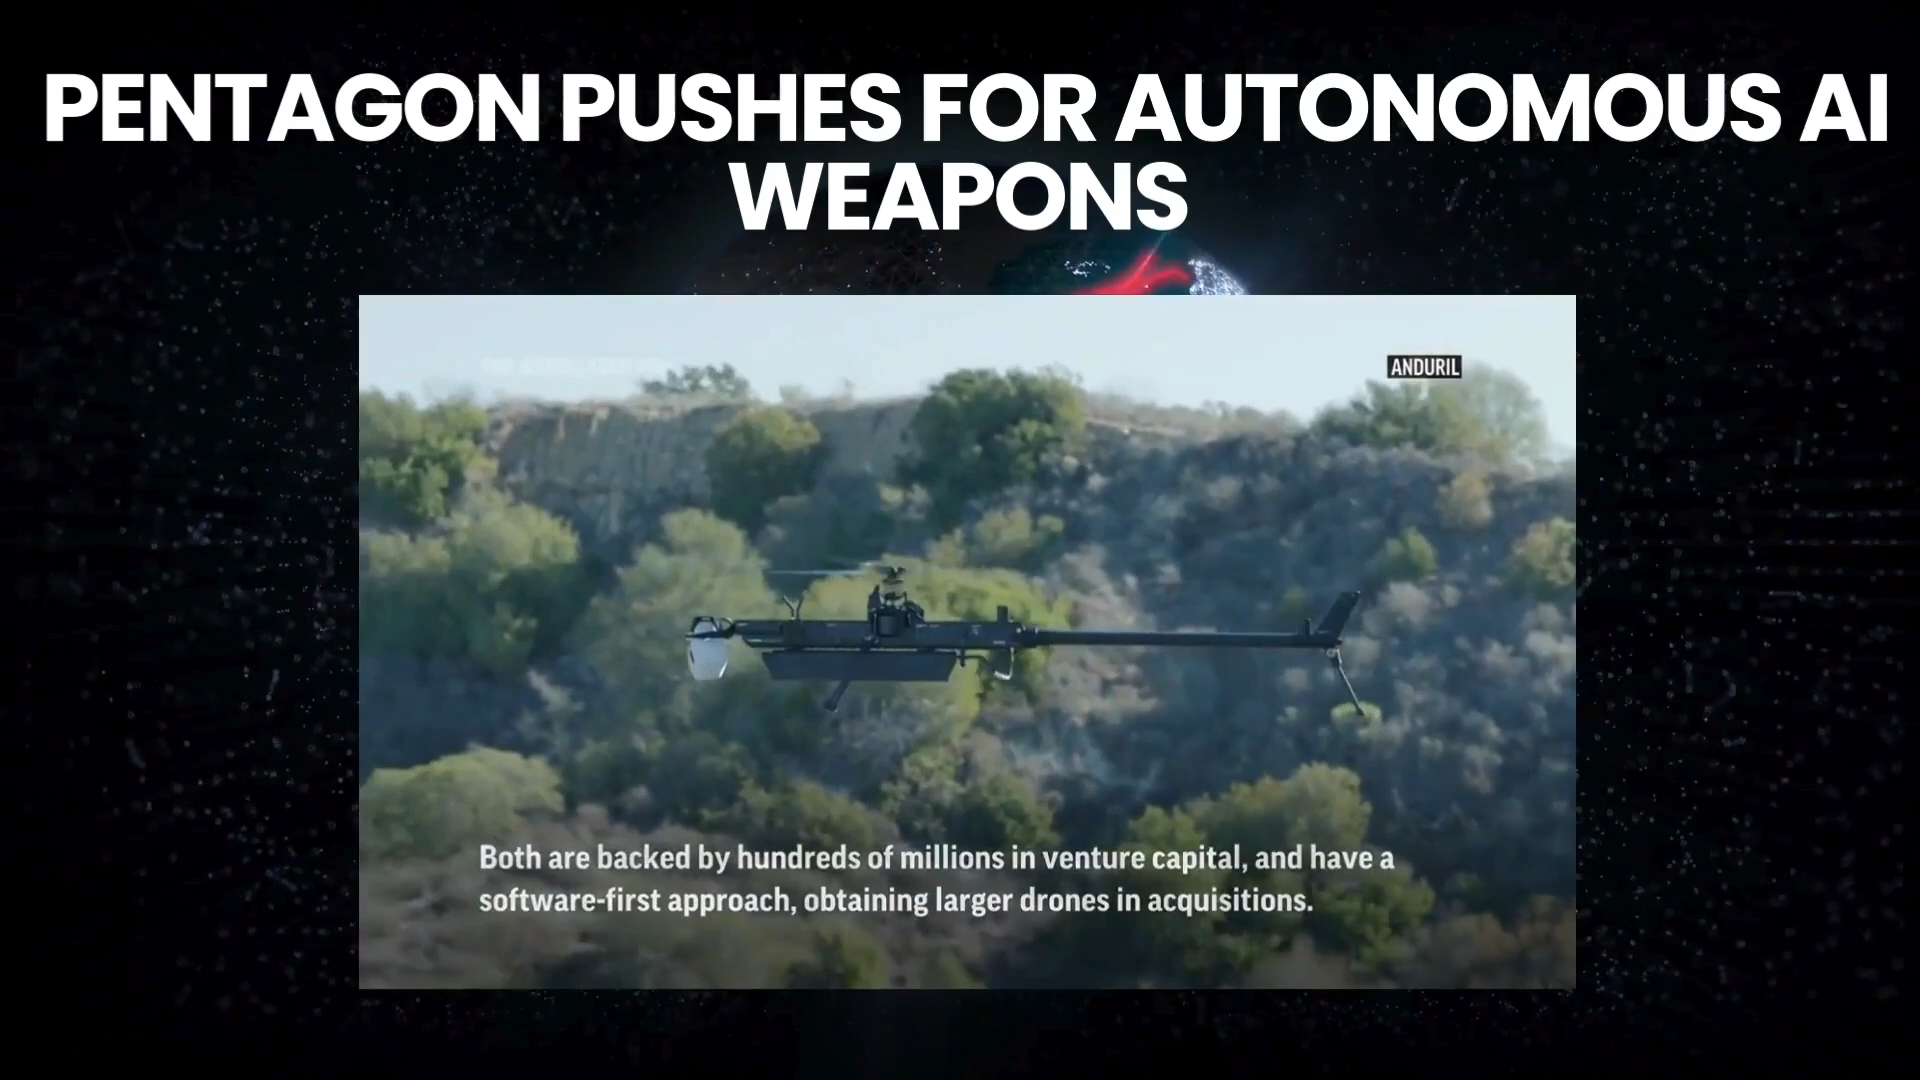 PENTAGON PUSHES FOR AUTONOMOUS AI
WEAPONS
ANDURIL
Both are backed by hundreds of millions in venture capital, and have a
software-first approach, obtaining larger drones in acquisitions.